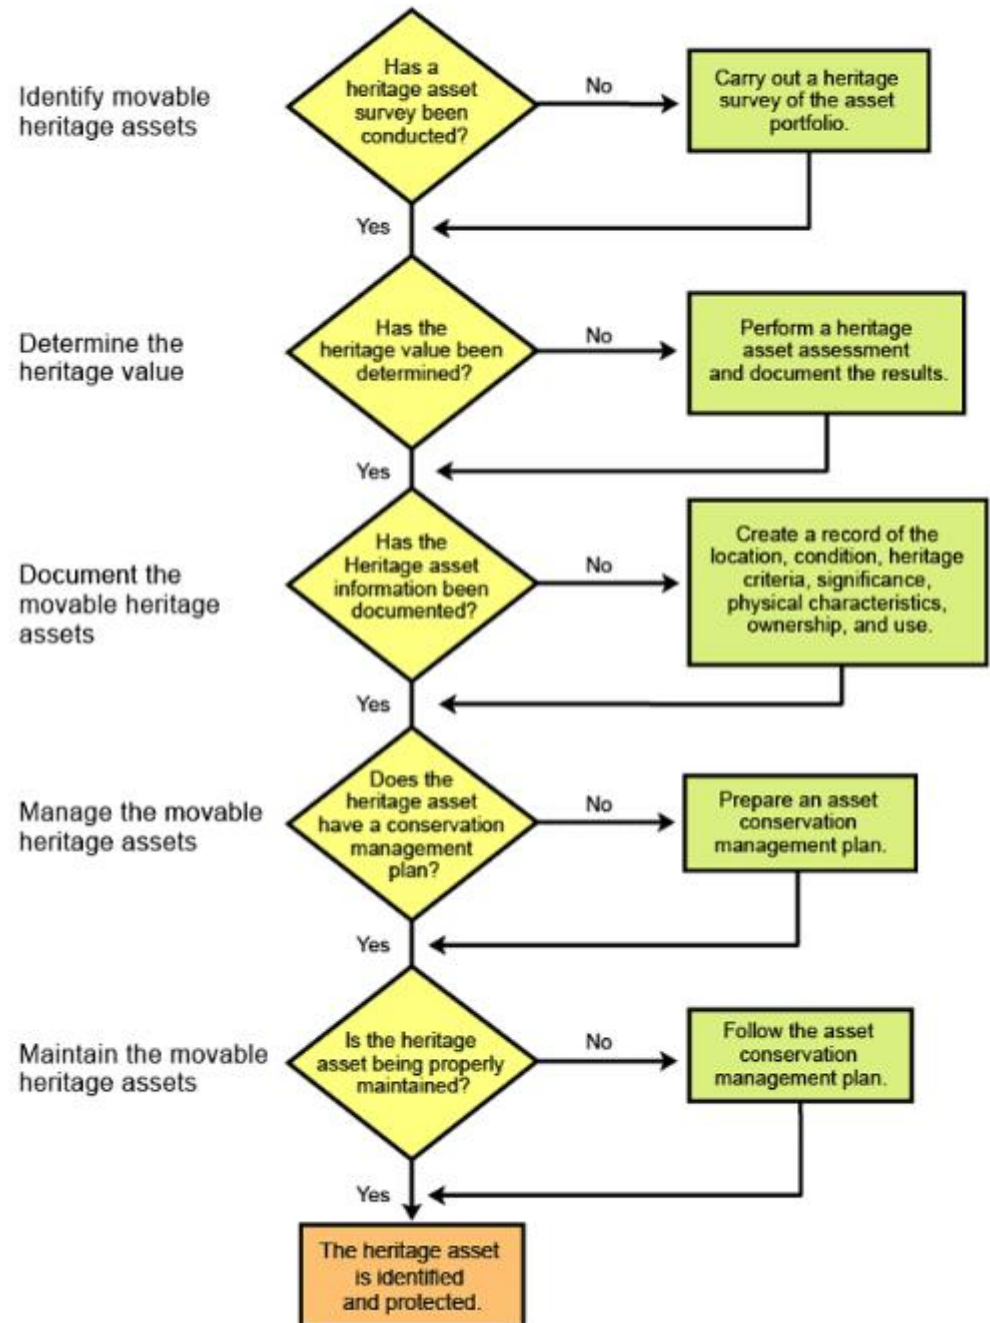 Identify movable
heritage assets
Has a
heritage asset
survey been
conducted?
No
Carry out a heritage
survey of the asset
portfolio.
Yes
Determine the
heritage value
Has the
heritage value been
determined?
No
Perform a heritage
asset assessment
and document the results.
Yes
Document the
movable heritage
assets
Has the
Heritage asset
information been
documented?
No
Create a record of the
location, condition, heritage
criteria, significance,
physical characteristics,
ownership, and use.
Yes
Manage the movable
heritage assets
Does the
heritage asset
have a conservation
management
plan?
No
Prepare an asset
conservation
management plan.
Yes
Maintain the movable
heritage assets
Is the heritage
asset being properly
maintained?
No
Follow the asset
conservation
management plan.
Yes
The heritage asset
is identified
and protected.